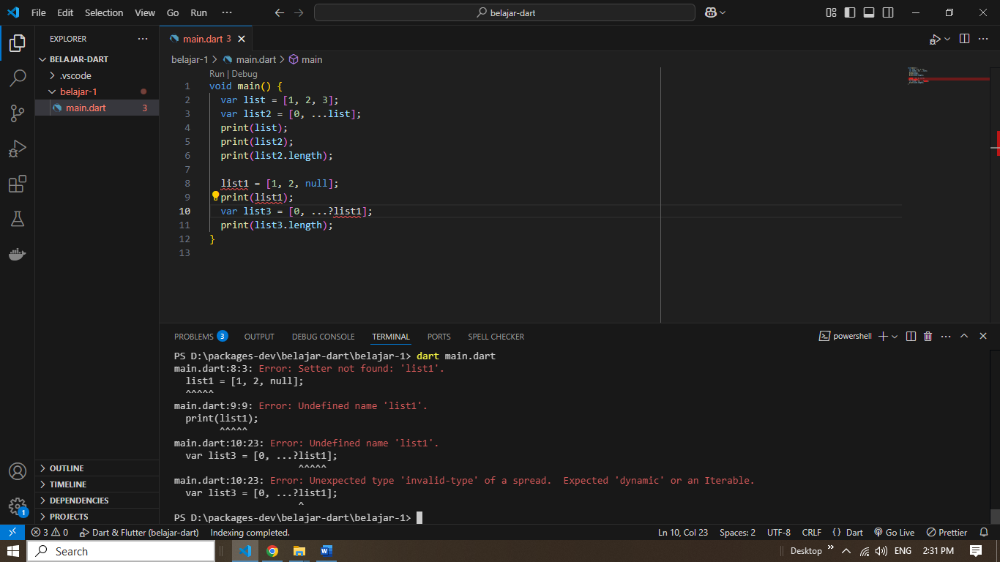 File Edit Selection View Go Run ···
belajar-dart
EXPLORER
BELAJAR-DART
.vscode
belajar-1
main.dart 3
OUTLINE
TIMELINE
DEPENDENCIES
PROJECTS
main.dart 3
belajar-1 > main.dart > main
Run | Debug
1 void main() {
2 var list = [1, 2, 3];
3 var list2 = [0, ...list];
4 print(list);
5 print(list2);
6 print(list2.length);
7
8 list1 = [1, 2, null];
9 print(list1);
10 var list3 = [0, ...?list1];
11 print(list3.length);
12 }
13
PROBLEMS 3 OUTPUT DEBUG CONSOLE TERMINAL PORTS SPELL CHECKER
powershell
PS D:\packages-dev\belajar-dart\belajar-1> dart main.dart
main.dart:8:3: Error: Setter not found: 'list1'.
list1 = [1, 2, null];
^^^^^
main.dart:9:9: Error: Undefined name 'list1'.
print(list1);
^^^^^
main.dart:10:23: Error: Undefined name 'list1'.
var list3 = [0, ...?list1];
^^^^^
main.dart:10:23: Error: Unexpected type 'invalid-type' of a spread.  Expected 'dynamic' or an Iterable.
var list3 = [0, ...?list1];
^
PS D:\packages-dev\belajar-dart\belajar-1>
1
3 0 Dart & Flutter (belajar-dart) Indexing completed. Ln 10, Col 23 Spaces: 2 UTF-8 CRLF {} Dart Go Live Prettier
Search Desktop ENG 2:31 PM